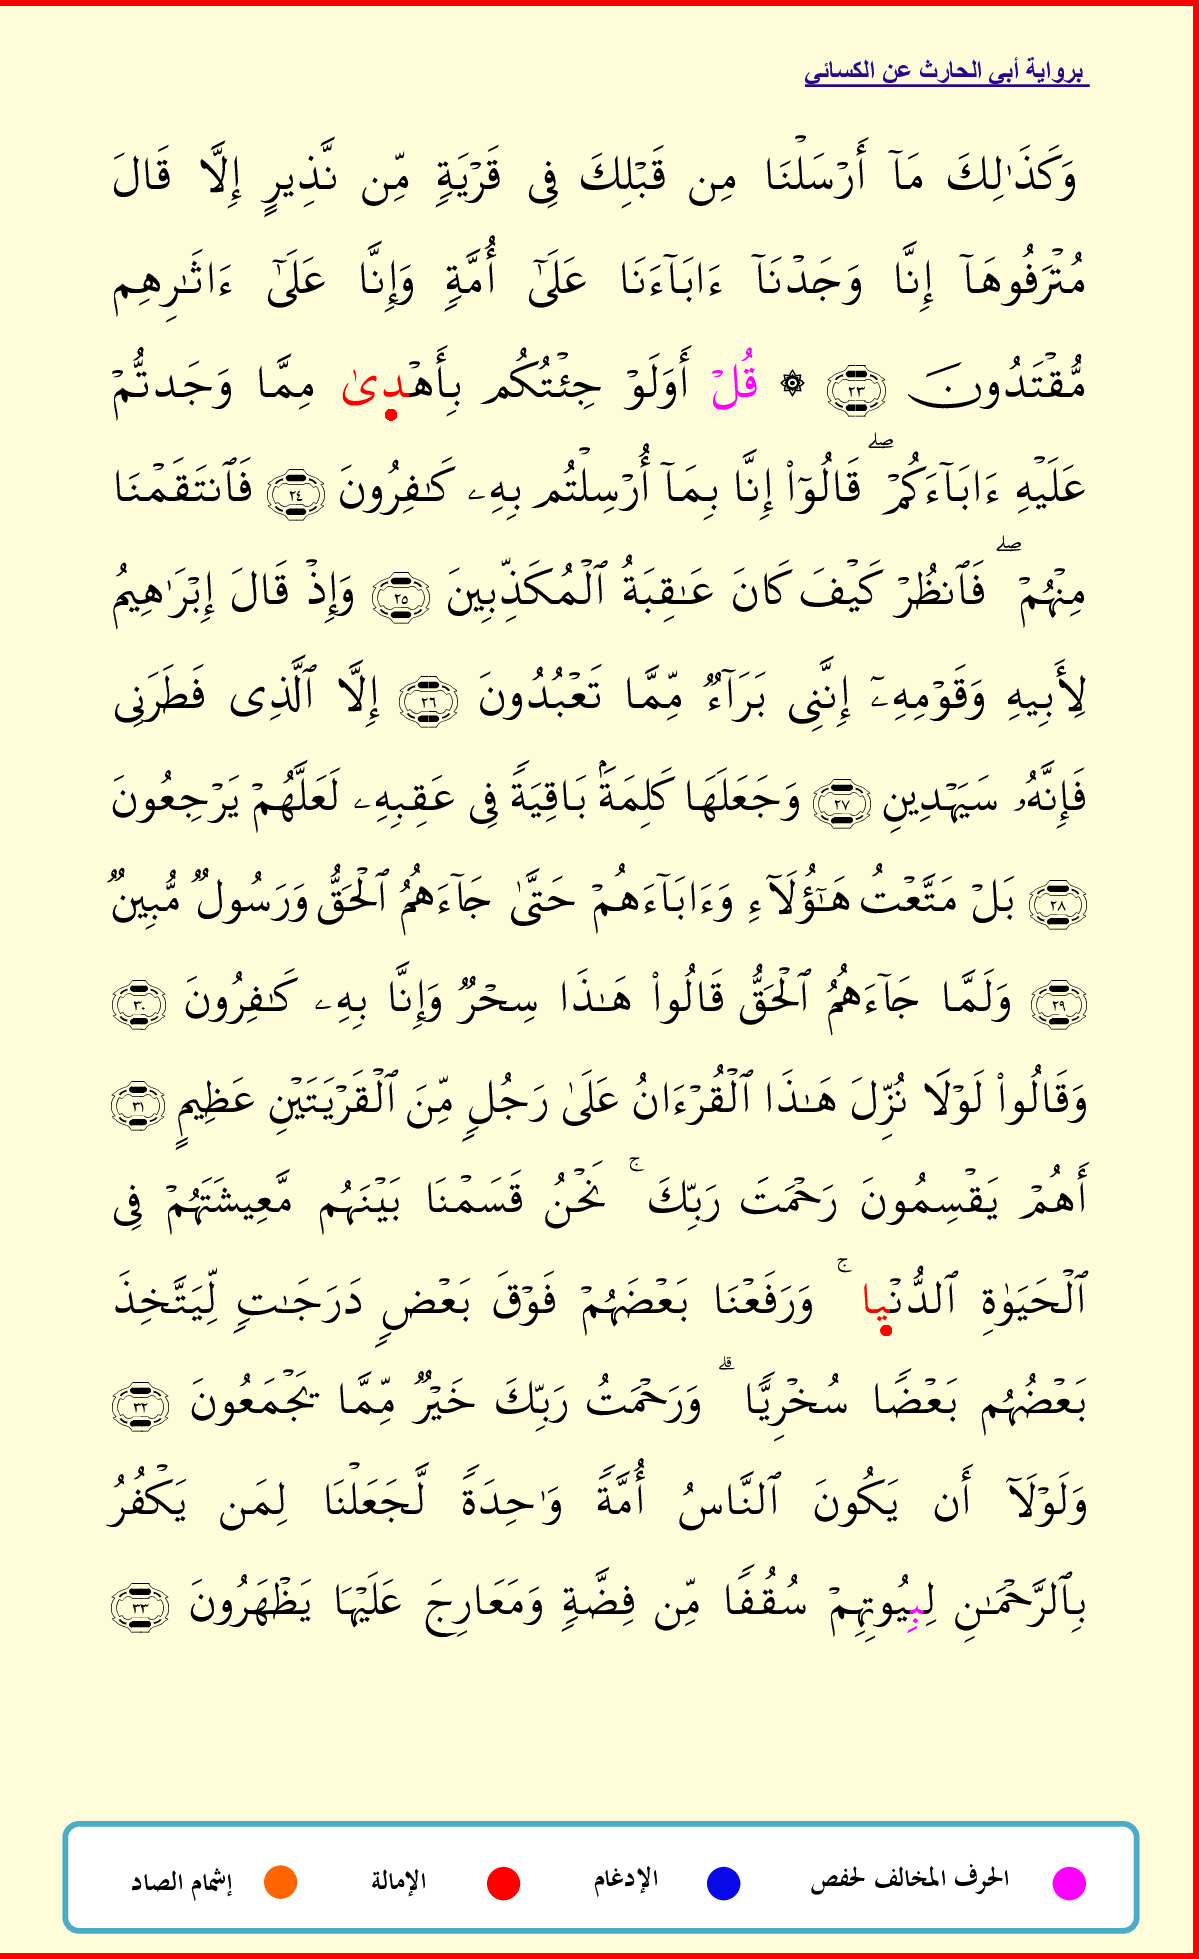 برواية أبي الحارث عن الكسائي
وَكَذَٰلِكَ مَآ أَرۡسَلۡنَا مِن قَبۡلِكَ فِي قَرۡيَةٖ مِّن نَّذِيرٍ إِلَّا قَالَ
مُتۡرَفُوهَآ إِنَّا وَجَدۡنَآ ءَابَآءَنَا عَلَىٰٓ أُمَّةٖ وَإِنَّا عَلَىٰٓ ءَاثَٰرِهِم
مُّقۡتَدُونَ ٢٣ ۞ قُلۡ أَوَلَوۡ جِئۡتُكُم بِأَهۡدِىٰ مِمَّا وَجَدتُّمۡ
عَلَيۡهِ ءَابَآءَكُمۡۖ قَالُوٓاْ إِنَّا بِمَآ أُرۡسِلۡتُم بِهِۦ كَٰفِرُونَ ٢٤ فَٱنتَقَمۡنَا
مِنۡهُمۡۖ فَٱنظُرۡ كَيۡفَ كَانَ عَٰقِبَةُ ٱلۡمُكَذِّبِينَ ٢٥ وَإِذۡ قَالَ إِبۡرَٰهِيمُ
لِأَبِيهِ وَقَوۡمِهِۦٓ إِنَّنِي بَرَآءٞ مِّمَّا تَعۡبُدُونَ ٢٦ إِلَّا ٱلَّذِي فَطَرَنِي
فَإِنَّهُۥ سَيَهۡدِينِ ٢٧ وَجَعَلَهَا كَلِمَةَۢ بَاقِيَةٗ فِي عَقِبِهِۦ لَعَلَّهُمۡ يَرۡجِعُونَ
٢٨ بَلۡ مَتَّعۡتُ هَٰٓؤُلَآءِ وَءَابَآءَهُمۡ حَتَّىٰ جَآءَهُمُ ٱلۡحَقُّ وَرَسُولٞ مُّبِينٞ
٢٩ وَلَمَّا جَآءَهُمُ ٱلۡحَقُّ قَالُواْ هَٰذَا سِحۡرٞ وَإِنَّا بِهِۦ كَٰفِرُونَ ٣٠
وَقَالُواْ لَوۡلَا نُزِّلَ هَٰذَا ٱلۡقُرۡءَانُ عَلَىٰ رَجُلٖ مِّنَ ٱلۡقَرۡيَتَيۡنِ عَظِيمٍ ٣١
أَهُمۡ يَقۡسِمُونَ رَحۡمَتَ رَبِّكَۚ نَحۡنُ قَسَمۡنَا بَيۡنَهُم مَّعِيشَتَهُمۡ فِي
ٱلۡحَيَوٰةِ ٱلدُّنۡيِاۚ وَرَفَعۡنَا بَعۡضَهُمۡ فَوۡقَ بَعۡضٖ دَرَجَٰتٖ لِّيَتَّخِذَ
بَعۡضُهُم بَعۡضٗا سُخۡرِيّٗاۗ وَرَحۡمَتُ رَبِّكَ خَيۡرٞ مِّمَّا يَجۡمَعُونَ ٣٢
وَلَوۡلَآ أَن يَكُونَ ٱلنَّاسُ أُمَّةٗ وَٰحِدَةٗ لَّجَعَلۡنَا لِمَن يَكۡفُرُ
بِٱلرَّحۡمَٰنِ لِبِيُوتِهِمۡ سُقُفٗا مِّن فِضَّةٖ وَمَعَارِجَ عَلَيۡهَا يَظۡهَرُونَ ٣٣
الحرف المخالف لحفص الإدغام الإمالة إشمام الصاد